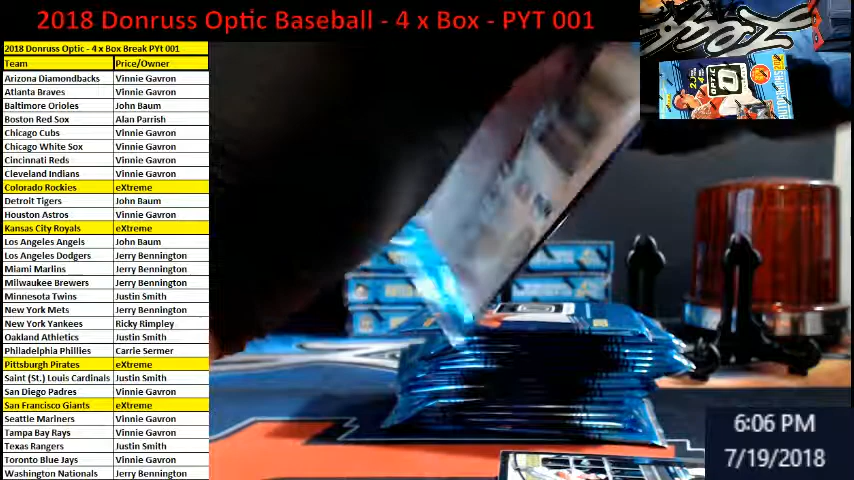 2018 Donruss Optic Baseball - 4 x Box - PYT 001
2018 Donruss Optic - 4 x Box Break PYt 001
Team Price/Owner
Arizona Diamondbacks Vinnie Gavron
Atlanta Braves Vinnie Gavron
Baltimore Orioles John Baum
Boston Red Sox Alan Parrish
Chicago Cubs Vinnie Gavron
Chicago White Sox Vinnie Gavron
Cincinnati Reds Vinnie Gavron
Cleveland Indians Vinnie Gavron
Colorado Rockies eXtreme
Detroit Tigers John Baum
Houston Astros Vinnie Gavron
Kansas City Royals eXtreme
Los Angeles Angels John Baum
Los Angeles Dodgers Jerry Bennington
Miami Marlins Jerry Bennington
Milwaukee Brewers Jerry Bennington
Minnesota Twins Justin Smith
New York Mets Jerry Bennington
New York Yankees Ricky Rimpley
Oakland Athletics Justin Smith
Philadelphia Phillies Carrie Sermer
Pittsburgh Pirates eXtreme
Saint (St.) Louis Cardinals Justin Smith
San Diego Padres Vinnie Gavron
San Francisco Giants eXtreme
Seattle Mariners Vinnie Gavron
Tampa Bay Rays Vinnie Gavron
Texas Rangers Justin Smith
Toronto Blue Jays Vinnie Gavron
Washington Nationals Jerry Bennington
OPTIC
AUTOGRAPHS
6:06 PM
7/19/2018